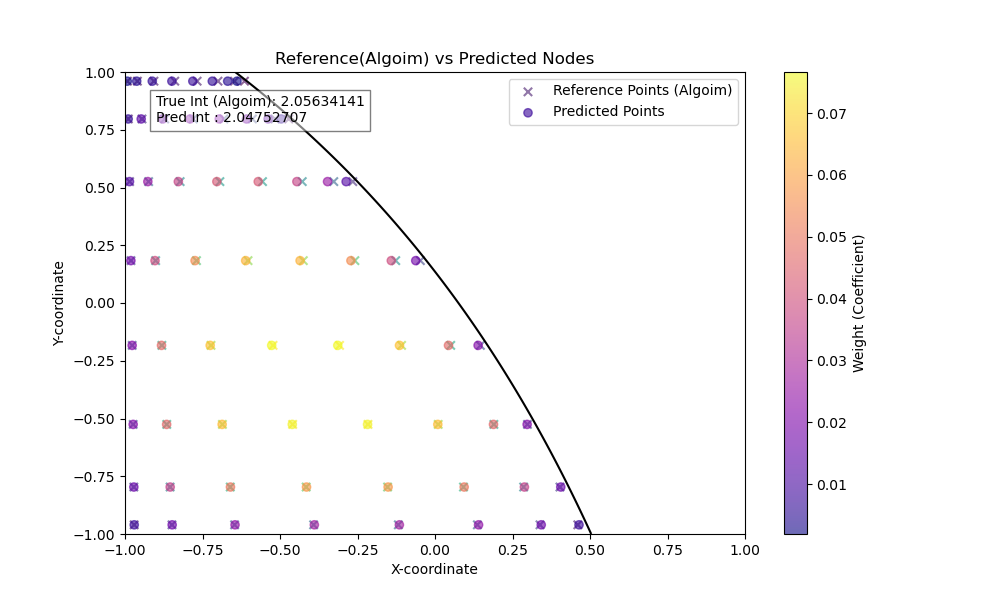 Reference(Algoim) vs Predicted Nodes
True Int (Algoim): 2.05634141
Pred Int : 2.04752707
Reference Points (Algoim)
Predicted Points
1.00
0.75
0.50
0.25
0.00
−0.25
−0.50
−0.75
−1.00
Y-coordinate
−1.00 −0.75 −0.50 −0.25 0.00 0.25 0.50 0.75 1.00
X-coordinate
0.07
0.06
0.05
0.04
0.03
0.02
0.01
Weight (Coefficient)